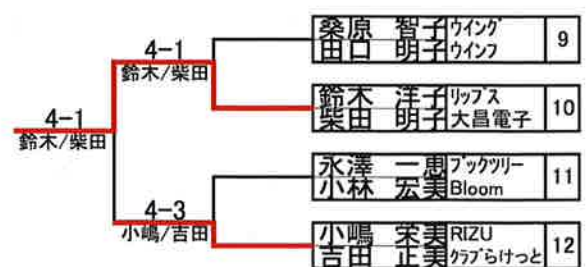 桑原 智子 ウイング 9
田口 明子 ウインフ
4-1
鈴木/柴田
鈴木 洋子 リップス 10
柴田 明子 大昌電子
4-1
鈴木/柴田
永澤 一恵 ブックツリー 11
小林 宏美 Bloom
4-3
小嶋/吉田
小嶋 栄美 RIZU 12
吉田 正美 クラブらけっと